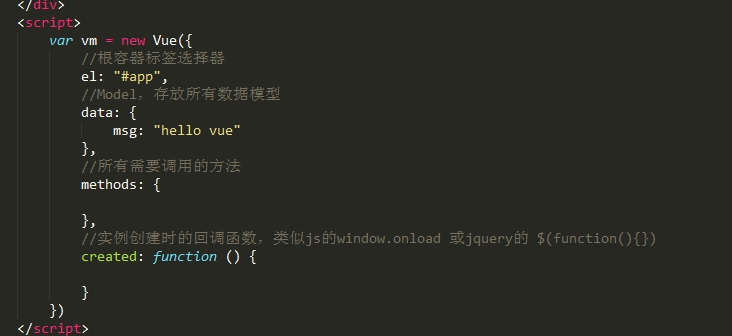 </div>
<script>
var vm = new Vue({
//根容器标签选择器
el: "#app",
//Model，存放所有数据模型
data: {
msg: "hello vue"
},
//所有需要调用的方法
methods: {
},
//实例创建时的回调函数，类似js的window.onload 或jquery的 $(function(){})
created: function () {
}
})
</script>